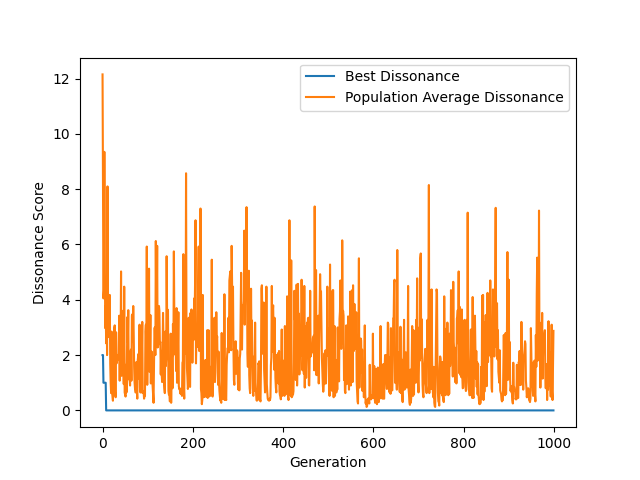 Best Dissonance
Population Average Dissonance
12
10
8
6
4
2
0
Dissonance Score
0 200 400 600 800 1000
Generation